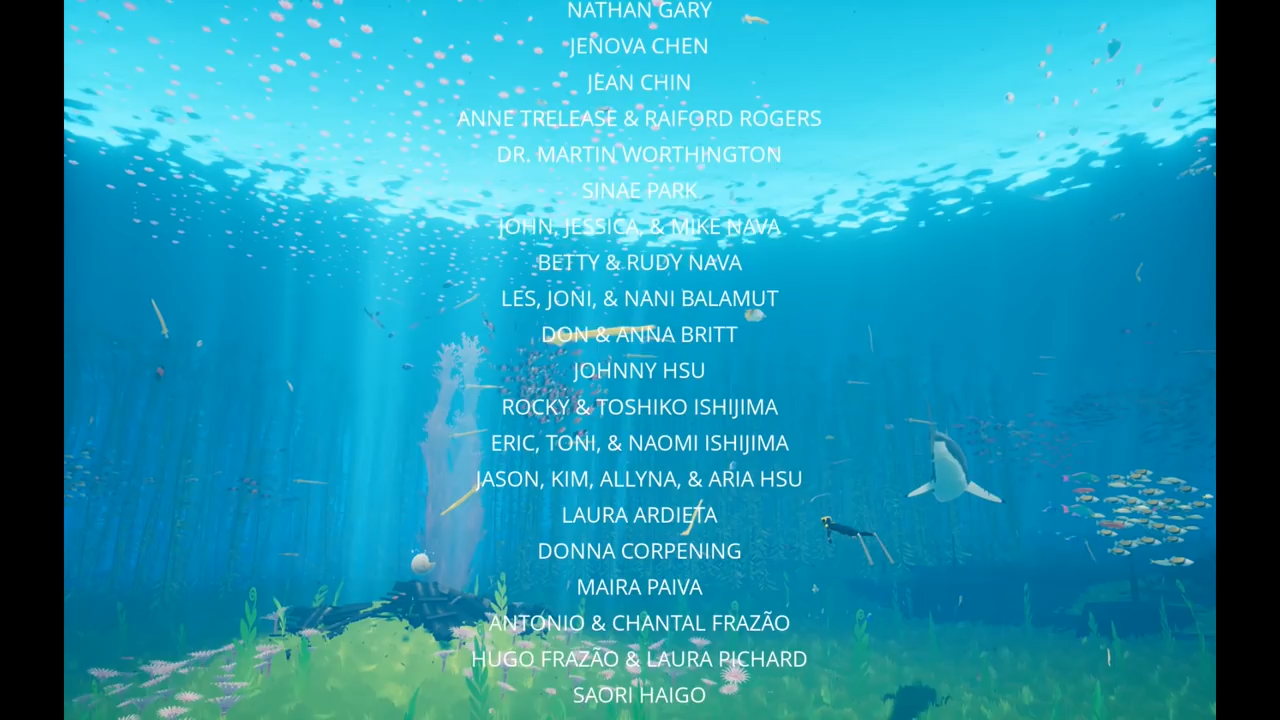 NATHAN GARY
JENOVA CHEN
JEAN CHIN
ANNE TRELEASE & RAIFORD ROGERS
DR. MARTIN WORTHINGTON
SINAE PARK
JOHN, JESSICA, & MIKE NAVA
BETTY & RUDY NAVA
LES, JONI, & NANI BALAMUT
DON & ANNA BRITT
JOHNNY HSU
ROCKY & TOSHIKO ISHIJIMA
ERIC, TONI, & NAOMI ISHIJIMA
JASON, KIM, ALLYNA, & ARIA HSU
LAURA ARDIETA
DONNA CORPENING
MAIRA PAIVA
ANTONIO & CHANTAL FRAZÃO
HUGO FRAZÃO & LAURA PICHARD
SAORI HAIGO